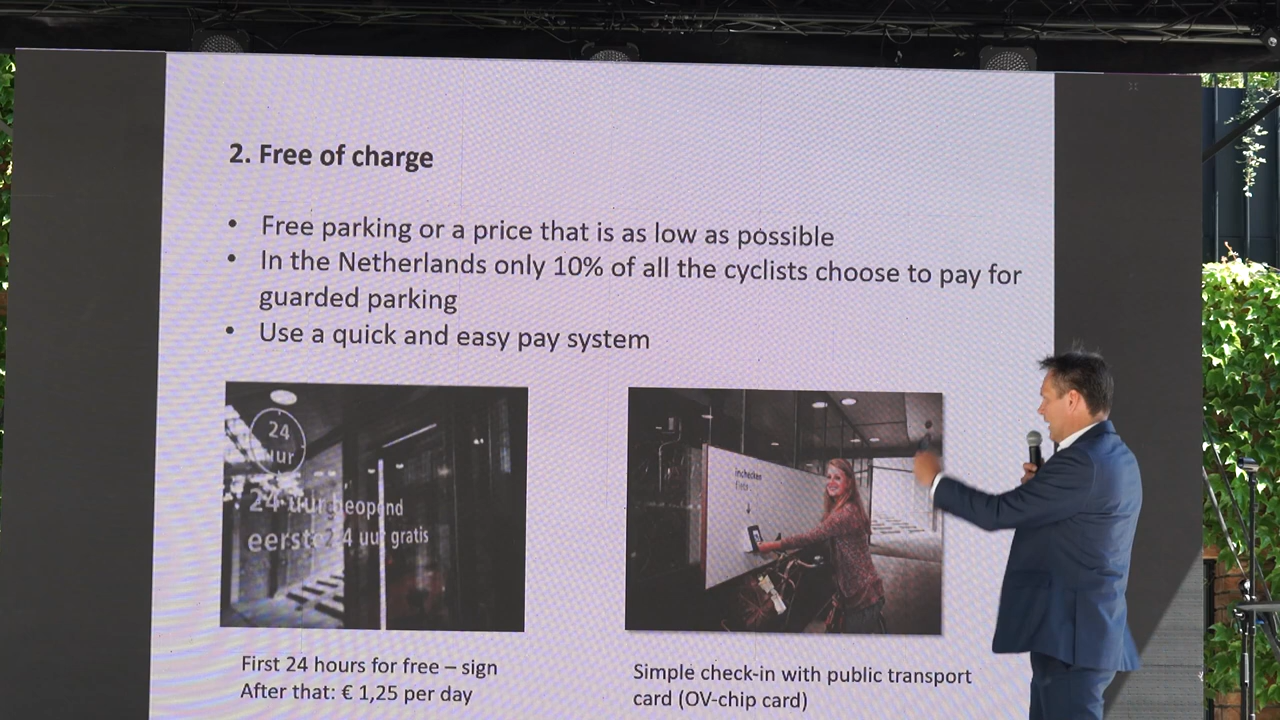 2. Free of charge
• Free parking or a price that is as low as possible
• In the Netherlands only 10% of all the cyclists choose to pay for
guarded parking
• Use a quick and easy pay system
24
uur
24 uur geopend
eerste 24 uur gratis
inchecken
fiets
First 24 hours for free – sign
After that: € 1,25 per day
Simple check-in with public transport
card (OV-chip card)